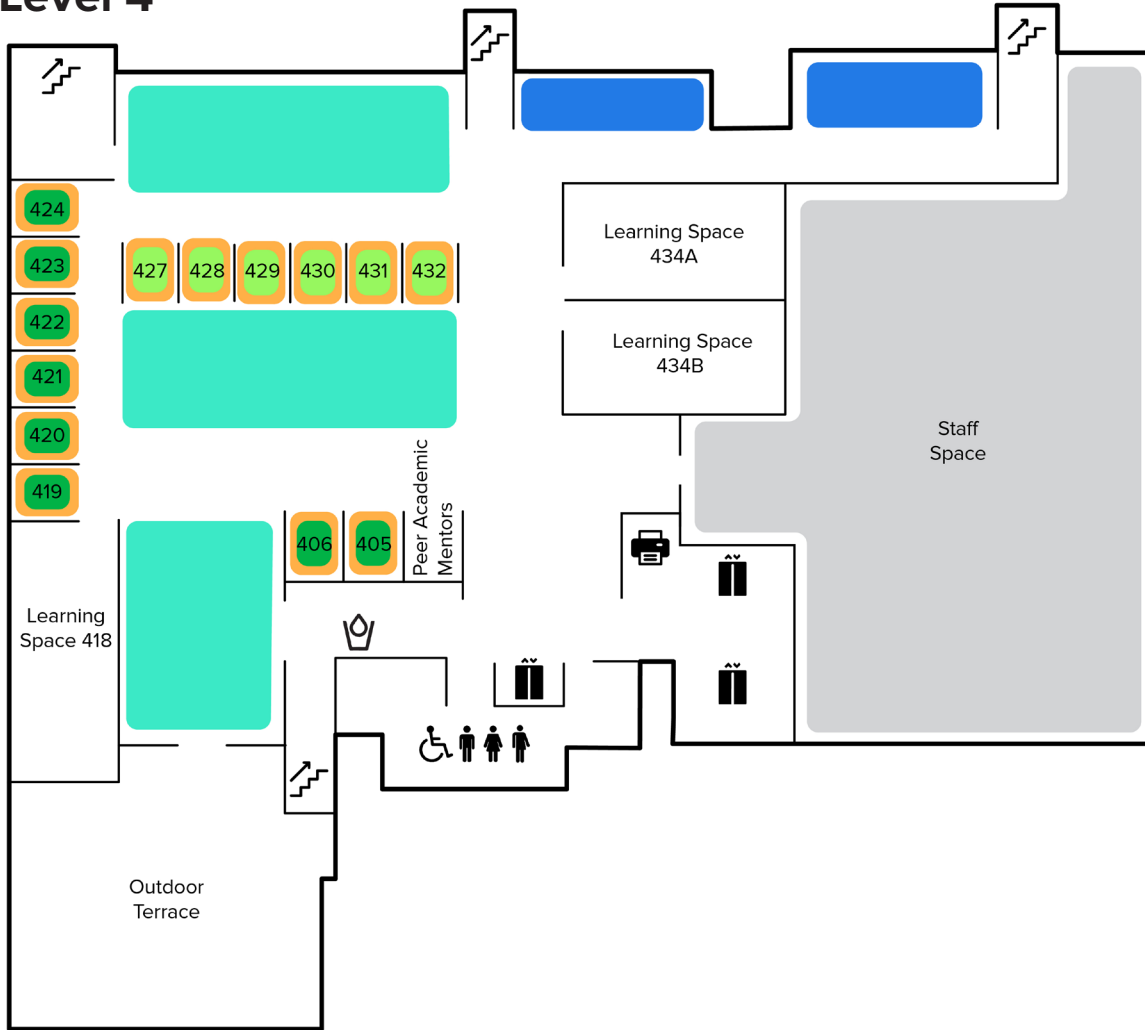 Level 4
424
423
422
421
420
419
427
428
429
430
431
432
Learning Space
434A
Learning Space
434B
Staff
Space
406
405
Peer Academic
Mentors
Learning
Space 418
Outdoor
Terrace